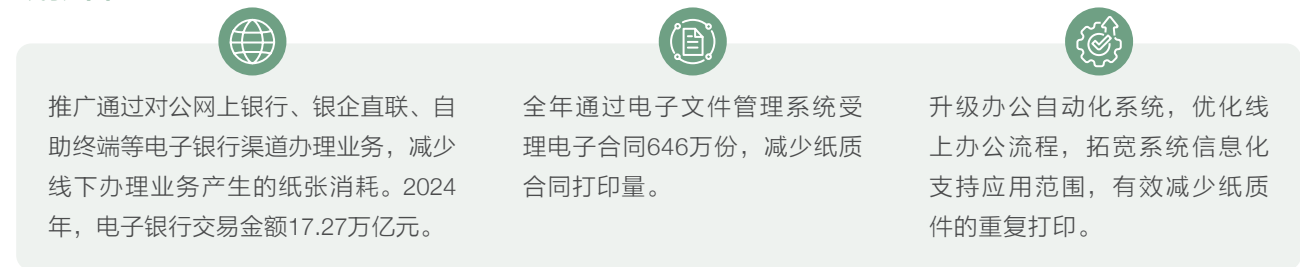 推广通过对公网上银行、银企直联、自
助终端等电子银行渠道办理业务，减少
线下办理业务产生的纸张消耗。2024
年，电子银行交易金额17.27万亿元。
全年通过电子文件管理系统受
理电子合同646万份，减少纸质
合同打印量。
升级办公自动化系统，优化线
上办公流程，拓宽系统信息化
支持应用范围，有效减少纸质
件的重复打印。